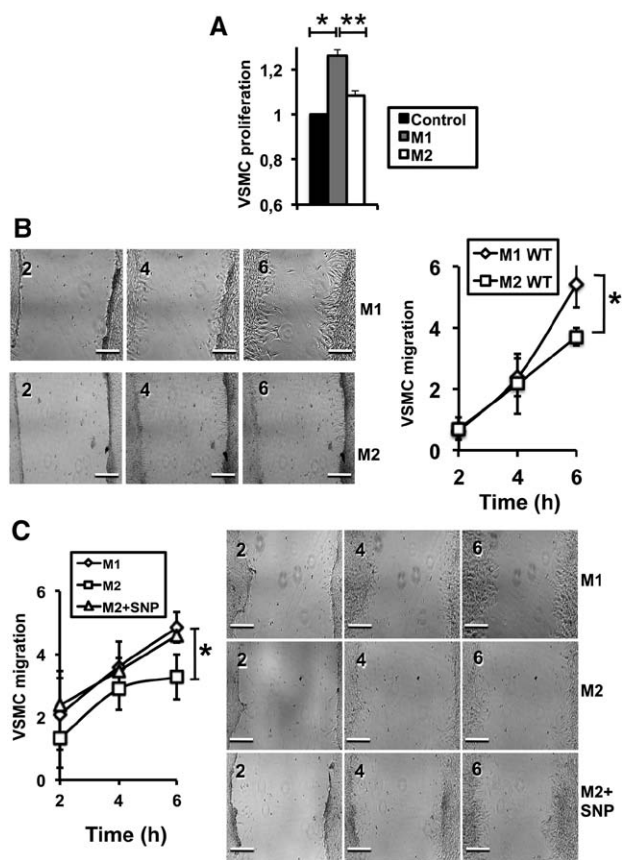 A
* **
VSMC proliferation
1,2
1
0,8
0,6
Control
M1
M2
B
2 4 6
M1
2 4 6
M2
M1 WT
M2 WT
VSMC migration
6
4
2
0
*
2 4 6
Time (h)
C
M1
M2
M2+SNP
VSMC migration
6
4
2
0
*
2 4 6
Time (h)
2 4 6
M1
2 4 6
M2
2 4 6
M2+
SNP